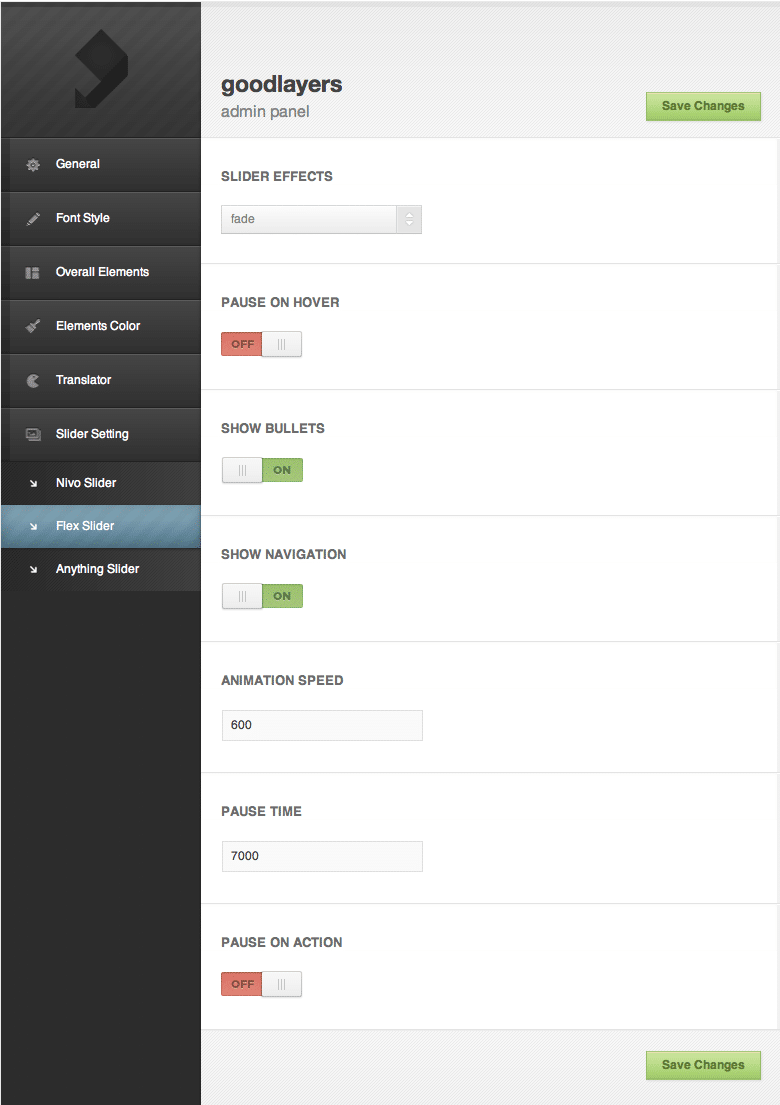 goodlayers
admin panel
Save Changes
General
Font Style
Overall Elements
Elements Color
Translator
Slider Setting
Nivo Slider
Flex Slider
Anything Slider
SLIDER EFFECTS
fade
PAUSE ON HOVER
OFF
SHOW BULLETS
ON
SHOW NAVIGATION
ON
ANIMATION SPEED
600
PAUSE TIME
7000
PAUSE ON ACTION
OFF
Save Changes